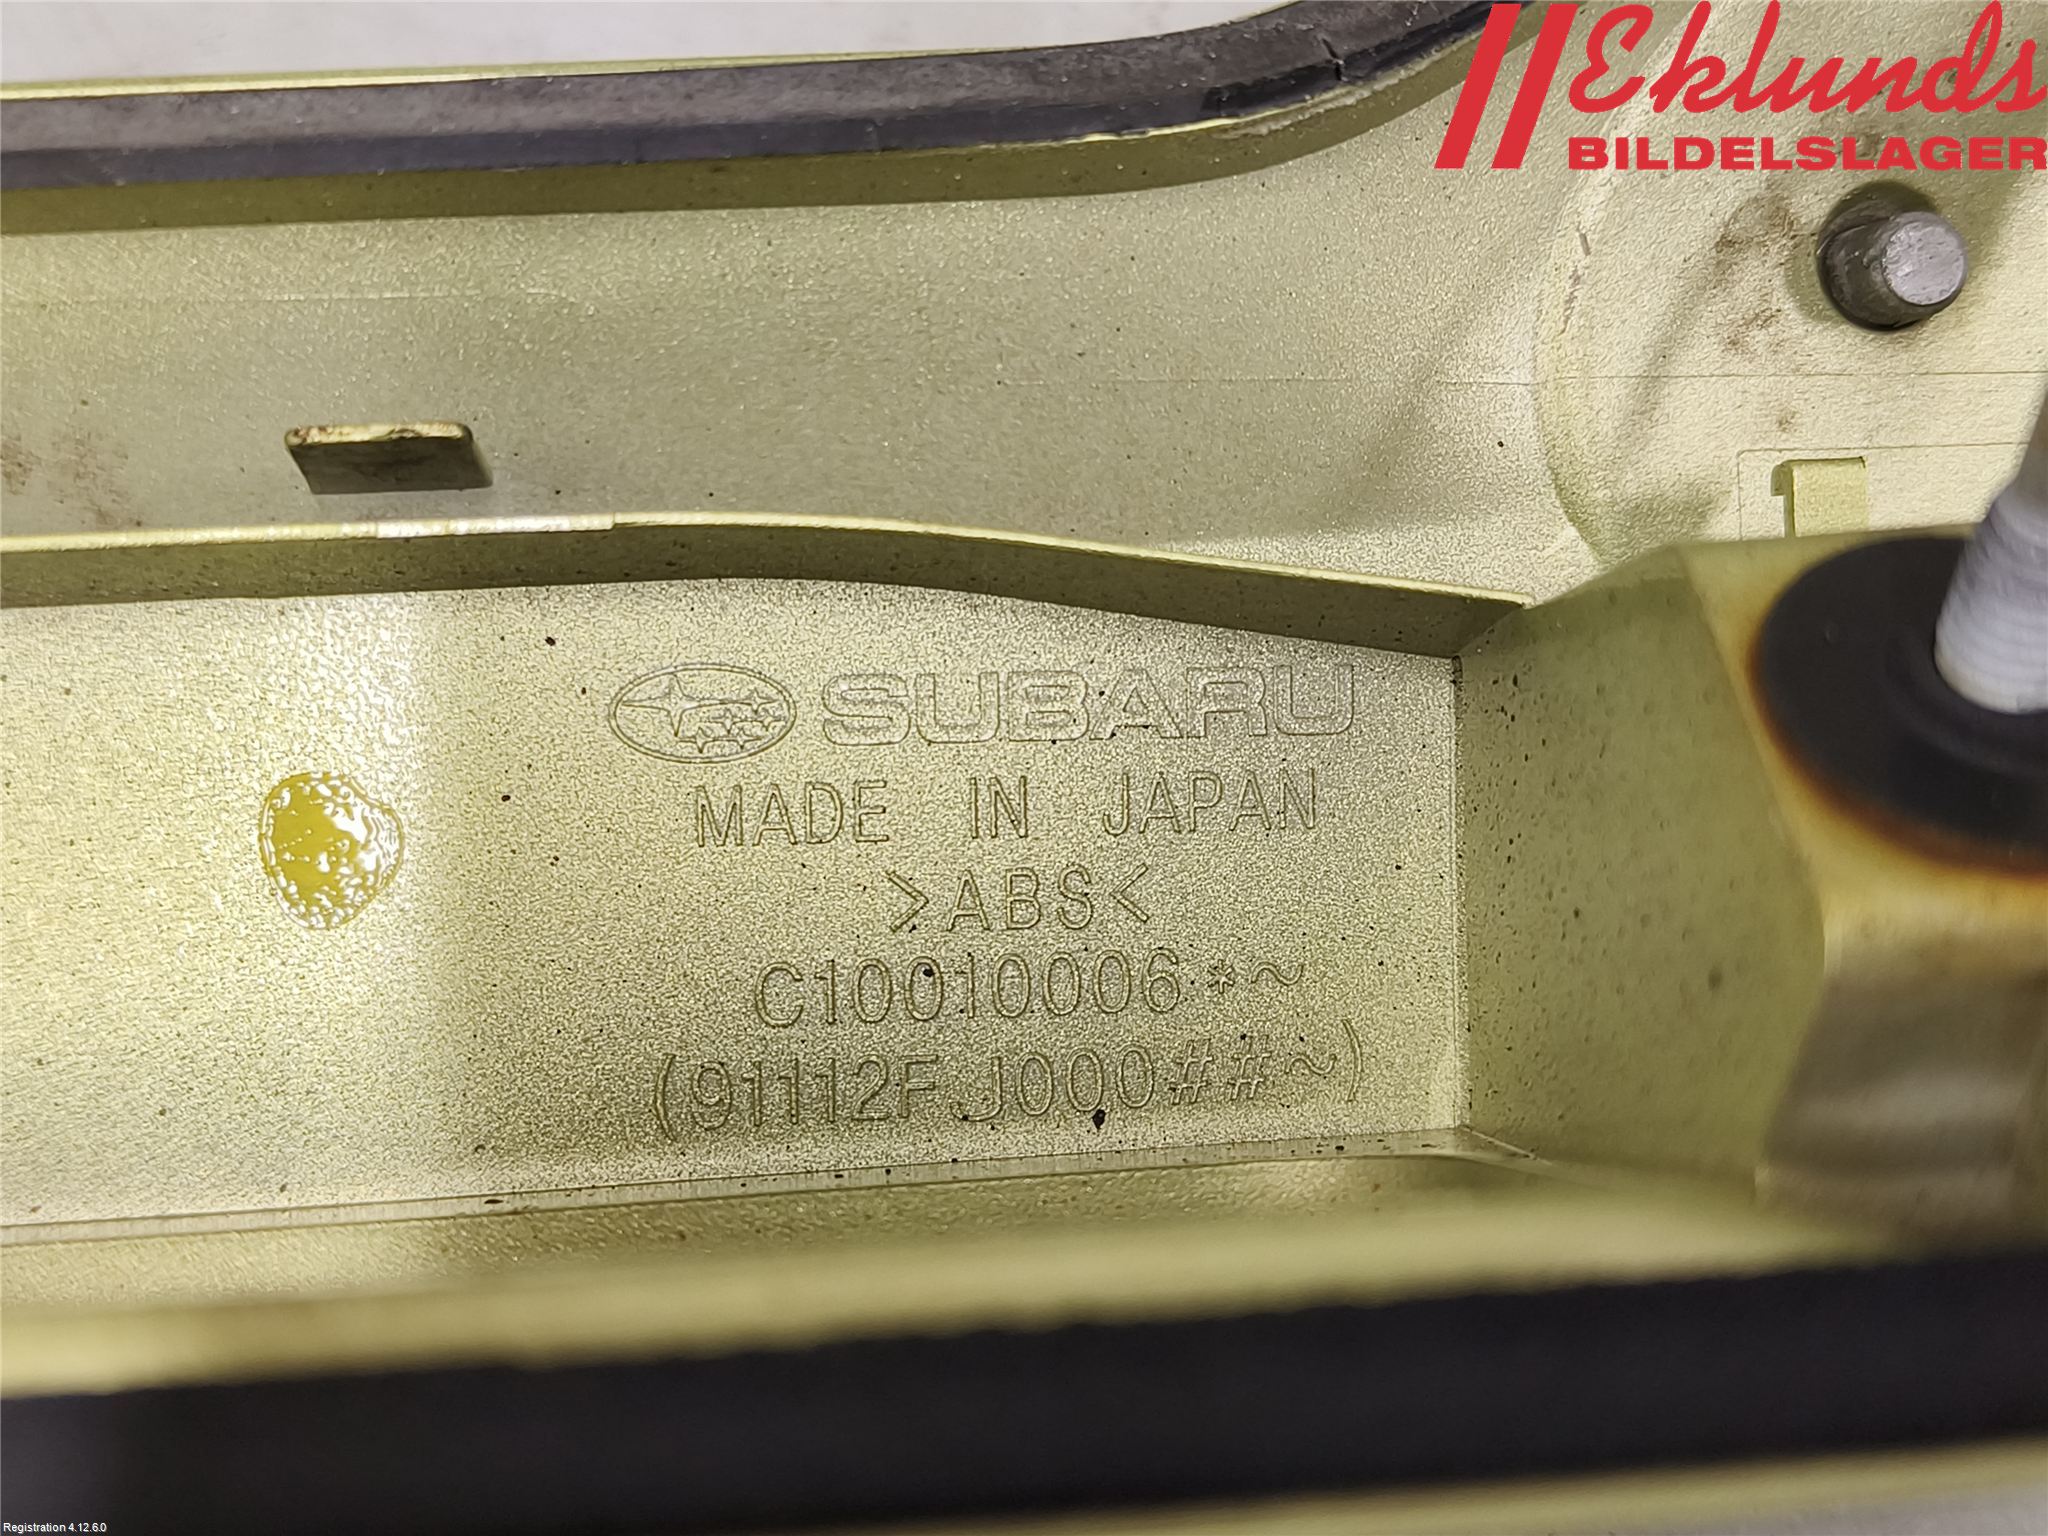 Eklunds
BILDELSLAGER
SUBARU
MADE IN JAPAN
>ABS<
C10010006*~
(91112FJ000##~)
Registration 4.12.6.0